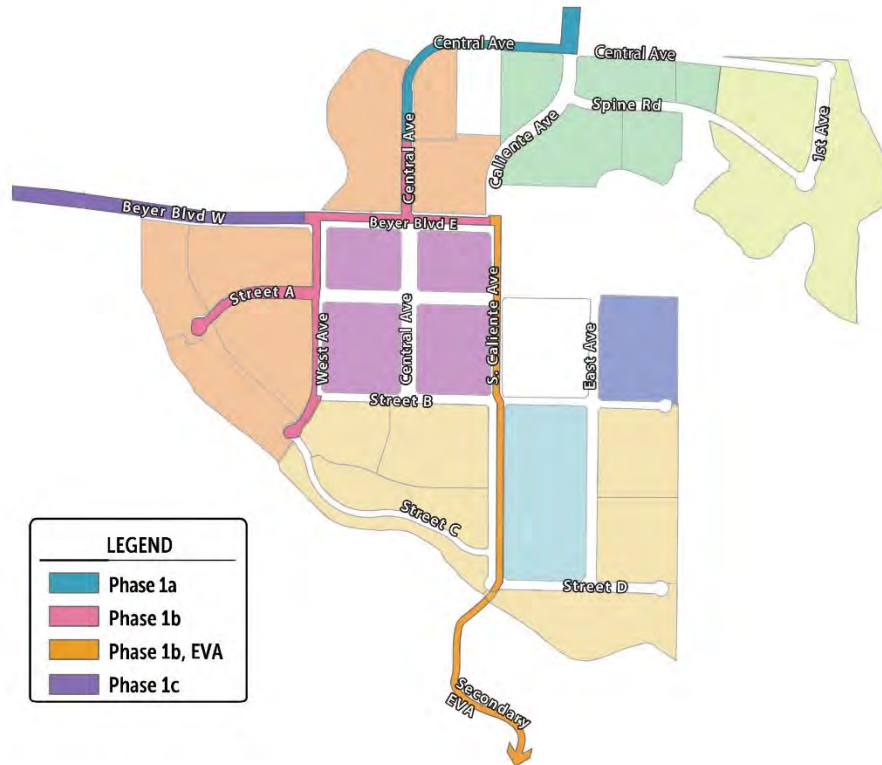 Central Ave
Central Ave
Spine Rd
1st Ave
Caliente Ave
Central Ave
Beyer Blvd W
Beyer Blvd E
Street A
West Ave
Central Ave
S. Caliente Ave
East Ave
Street B
Street C
Street D
Secondary
EVA
LEGEND
Phase 1a
Phase 1b
Phase 1b, EVA
Phase 1c